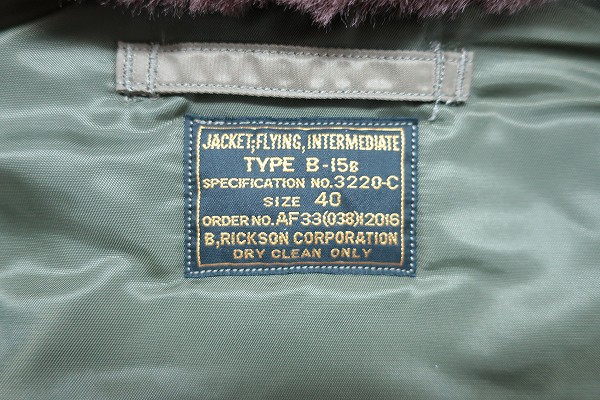 JACKET, FLYING, INTERMEDIATE
TYPE B-15B
SPECIFICATION NO. 3220-C
SIZE 40
ORDER NO. AF33(038)12016
B,RICKSON CORPORATION
DRY CLEAN ONLY